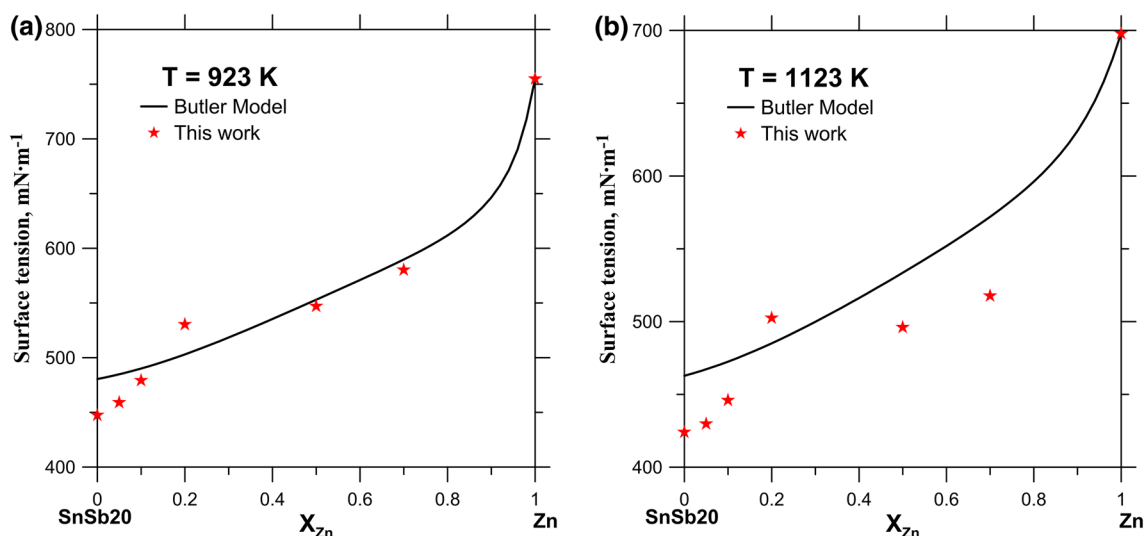 (a)
800
700
600
500
400
Surface tension, mN·m⁻¹
T = 923 K
Butler Model
This work
0
0.2
0.4
0.6
0.8
1
SnSb20
X_Zn
Zn
(b)
700
600
500
400
Surface tension, mN·m⁻¹
T = 1123 K
Butler Model
This work
0
0.2
0.4
0.6
0.8
1
SnSb20
X_Zn
Zn